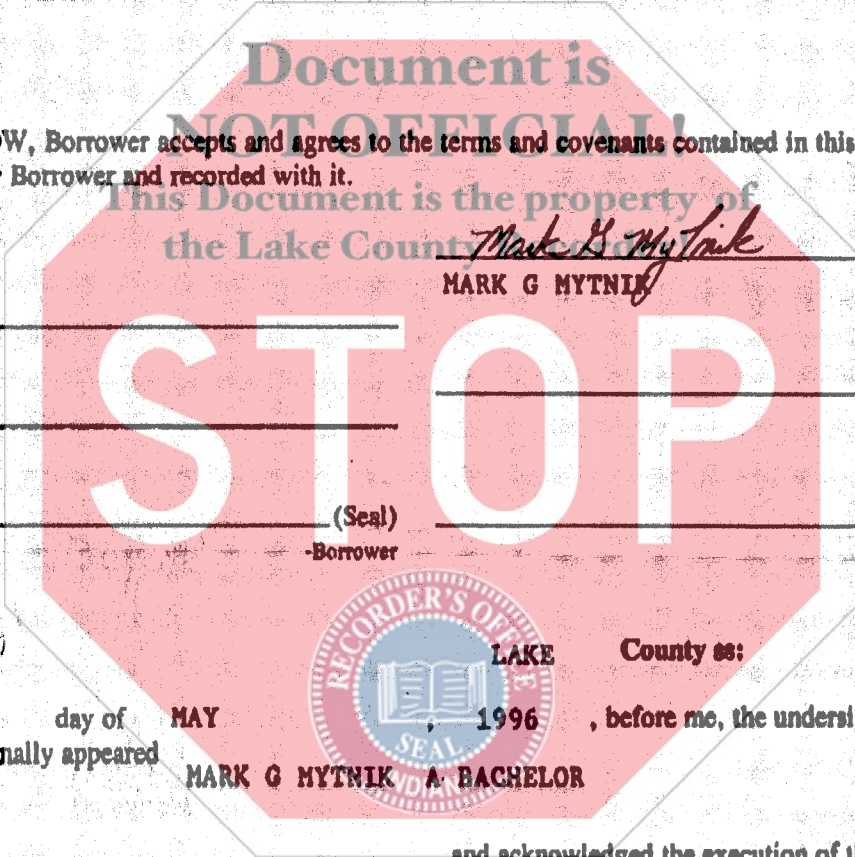 Document is
NOT OFFICIAL!
W, Borrower accepts and agrees to the terms and covenants contained in this
Borrower and recorded with it.
This Document is the property of
the Lake County Recorder!
Mark G Mytnik
MARK G MYTNIK
STOP
(Seal)
-Borrower
RECORDER'S OFFICE
LAKE County ss:
day of MAY , 1996 , before me, the undersi
nally appeared
SEAL
MARK G MYTNIK A BACHELOR
INDIANA
and acknowledged the execution of t